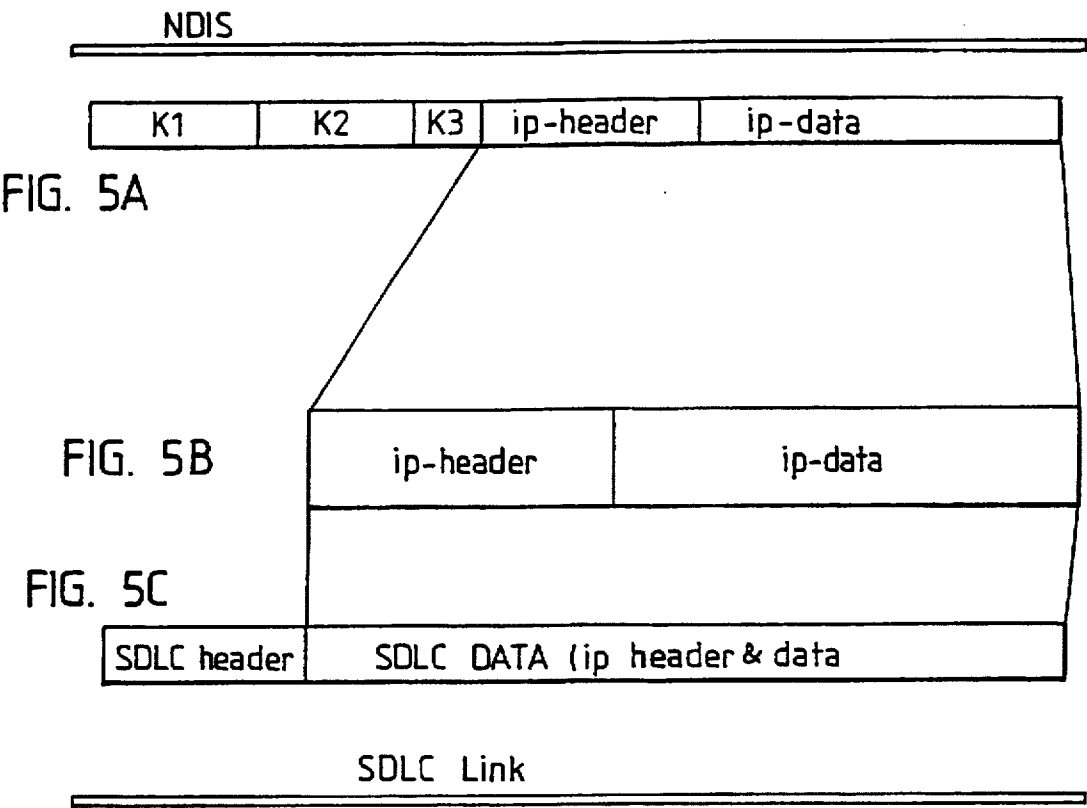 NDIS
K1 K2 K3 ip-header ip-data
FIG. 5A
FIG. 5B ip-header ip-data
FIG. 5C
SDLC header SDLC DATA (ip header & data
SDLC Link